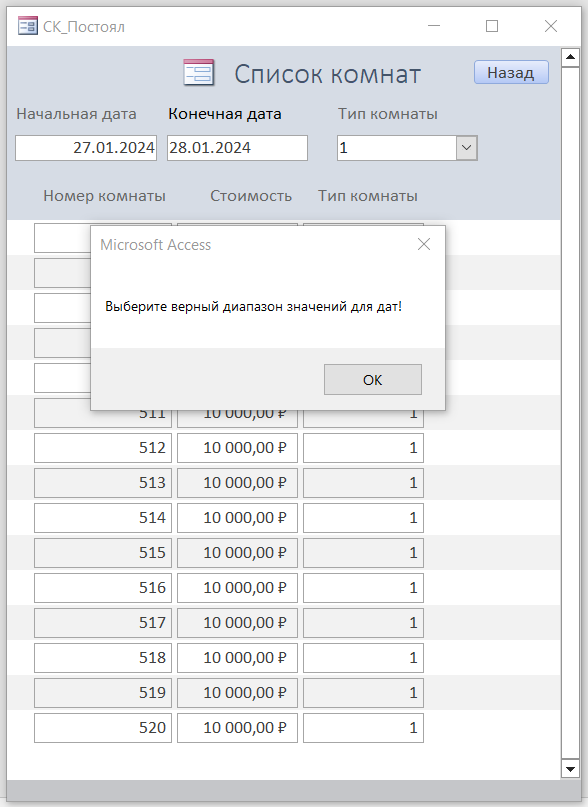 СК_Постоял
Список комнат
Назад
Начальная дата Конечная дата Тип комнаты
27.01.2024 28.01.2024 1
Номер комнаты Стоимость Тип комнаты
Microsoft Access
Выберите верный диапазон значений для дат!
OK
511 10 000,00 ₽ 1
512 10 000,00 ₽ 1
513 10 000,00 ₽ 1
514 10 000,00 ₽ 1
515 10 000,00 ₽ 1
516 10 000,00 ₽ 1
517 10 000,00 ₽ 1
518 10 000,00 ₽ 1
519 10 000,00 ₽ 1
520 10 000,00 ₽ 1